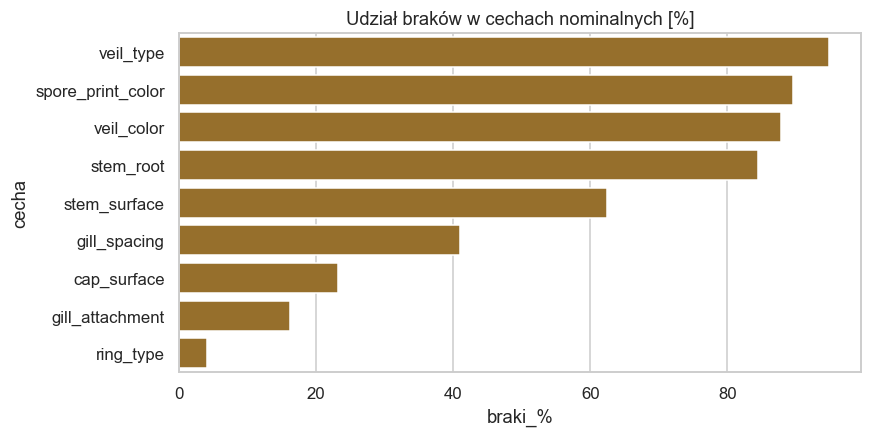 Udział braków w cechach nominalnych [%]
cecha
veil_type
spore_print_color
veil_color
stem_root
stem_surface
gill_spacing
cap_surface
gill_attachment
ring_type
0 20 40 60 80
braki_%